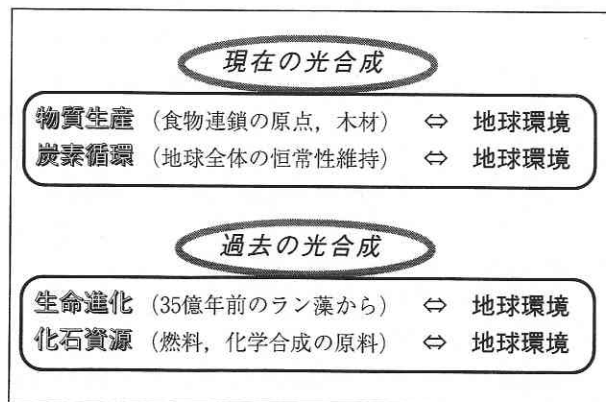 現在の光合成
物質生産 (食物連鎖の原点, 木材) ⇔ 地球環境
炭素循環 (地球全体の恒常性維持) ⇔ 地球環境
過去の光合成
生命進化 (35億年前のラン藻から) ⇔ 地球環境
化石資源 (燃料, 化学合成の原料) ⇔ 地球環境